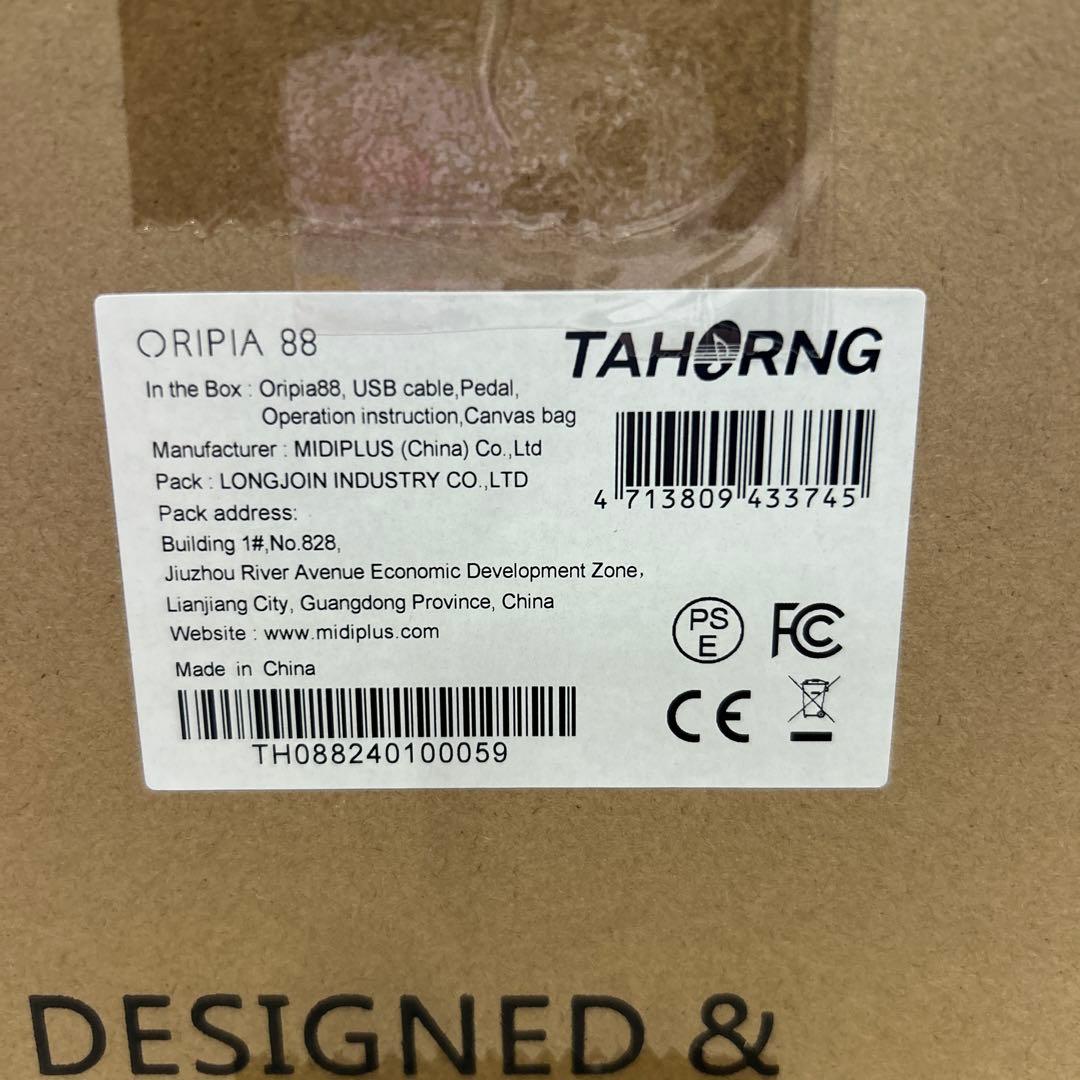 ORIPIA 88
TAHORNG
In the Box : Oripia88, USB cable,Pedal,
Operation instruction,Canvas bag
Manufacturer : MIDIPLUS (China) Co.,Ltd
Pack : LONGJOIN INDUSTRY CO.,LTD
Pack address:
Building 1#,No.828,
Jiuzhou River Avenue Economic Development Zone,
Lianjiang City, Guangdong Province, China
Website : www.midiplus.com
Made in China
TH088240100059
4 713809 433745
PS
E
FC
CE
DESIGNED &